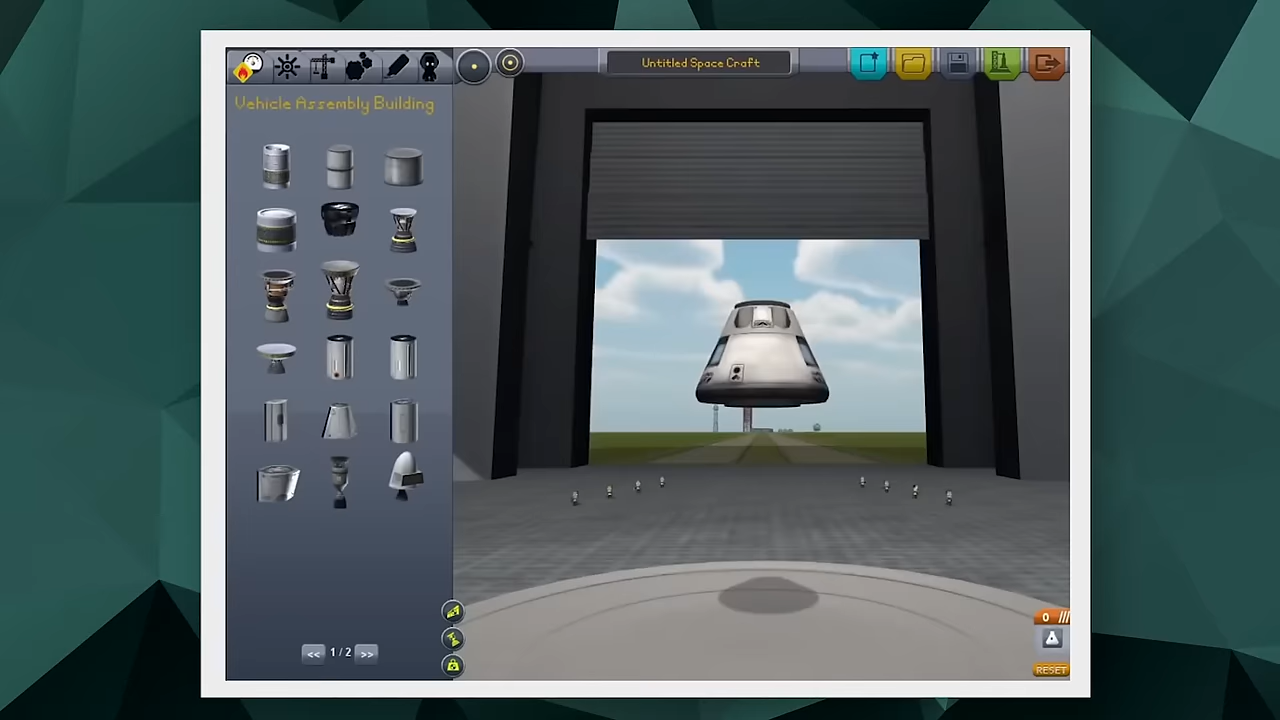 Untitled Space Craft
Vehicle Assembly Building
<< 1/2 >>
0
RESET